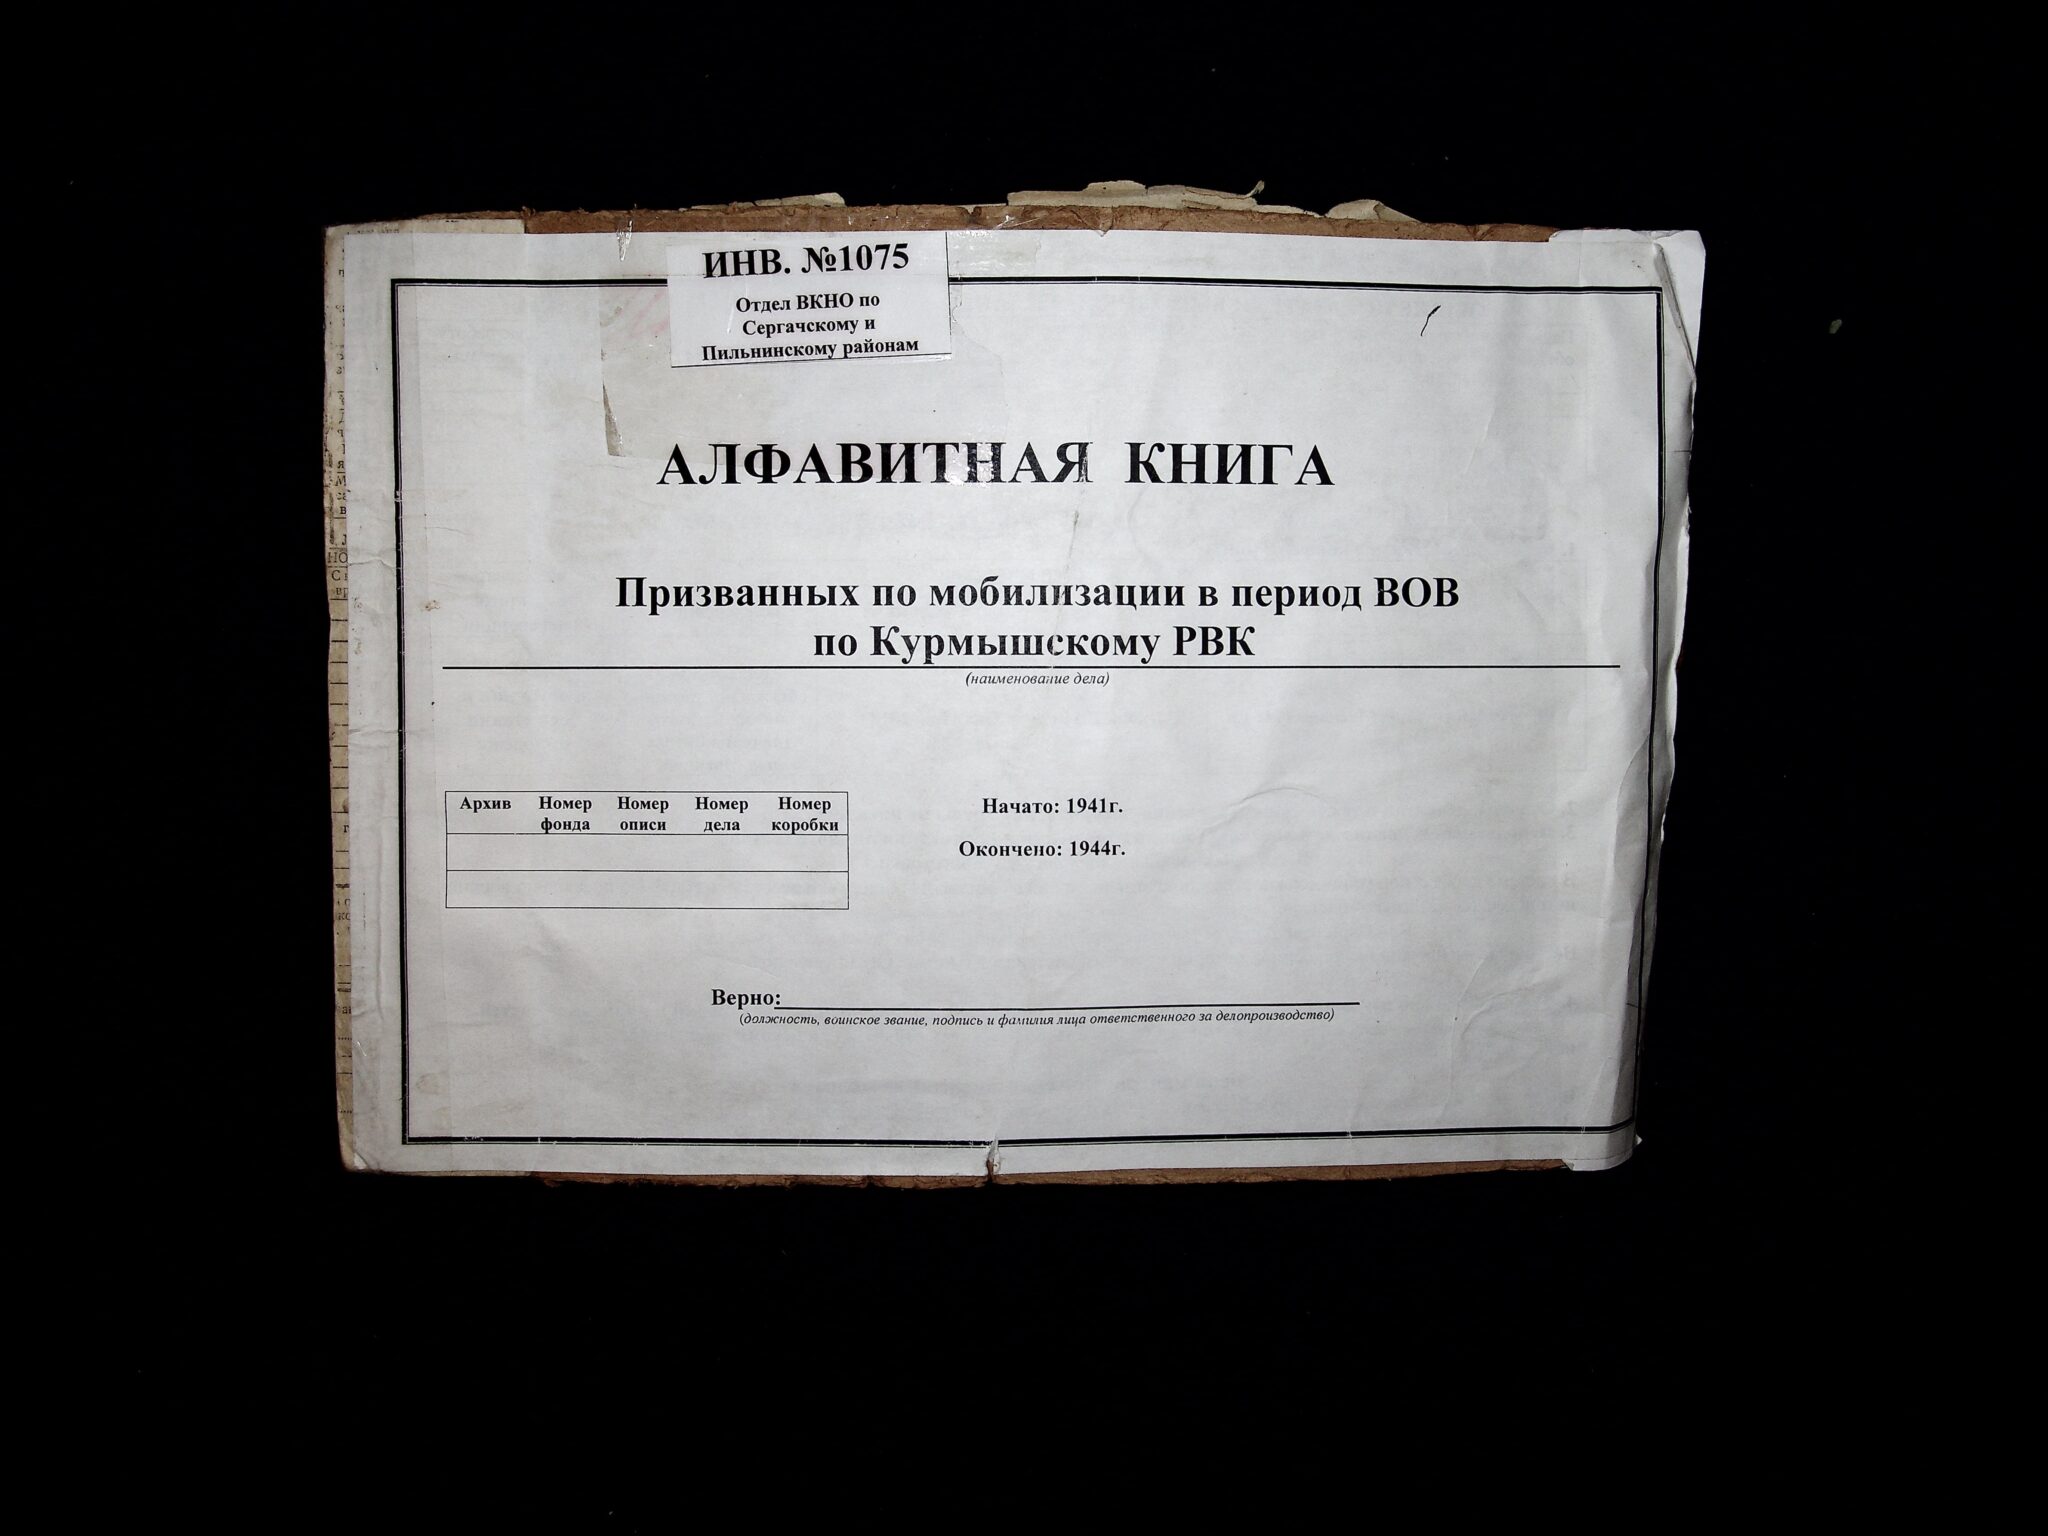 ИНВ. №1075
Отдел ВКНО по
Сергачскому и
Пильнинскому районам
АЛФАВИТНАЯ КНИГА
Призванных по мобилизации в период ВОВ
по Курмышскому РВК
(наименование дела)
Архив Номер фонда Номер описи Номер дела Номер коробки
Начато: 1941г.
Окончено: 1944г.
Верно:
(должность, воинское звание, подпись и фамилия лица ответственного за делопроизводство)